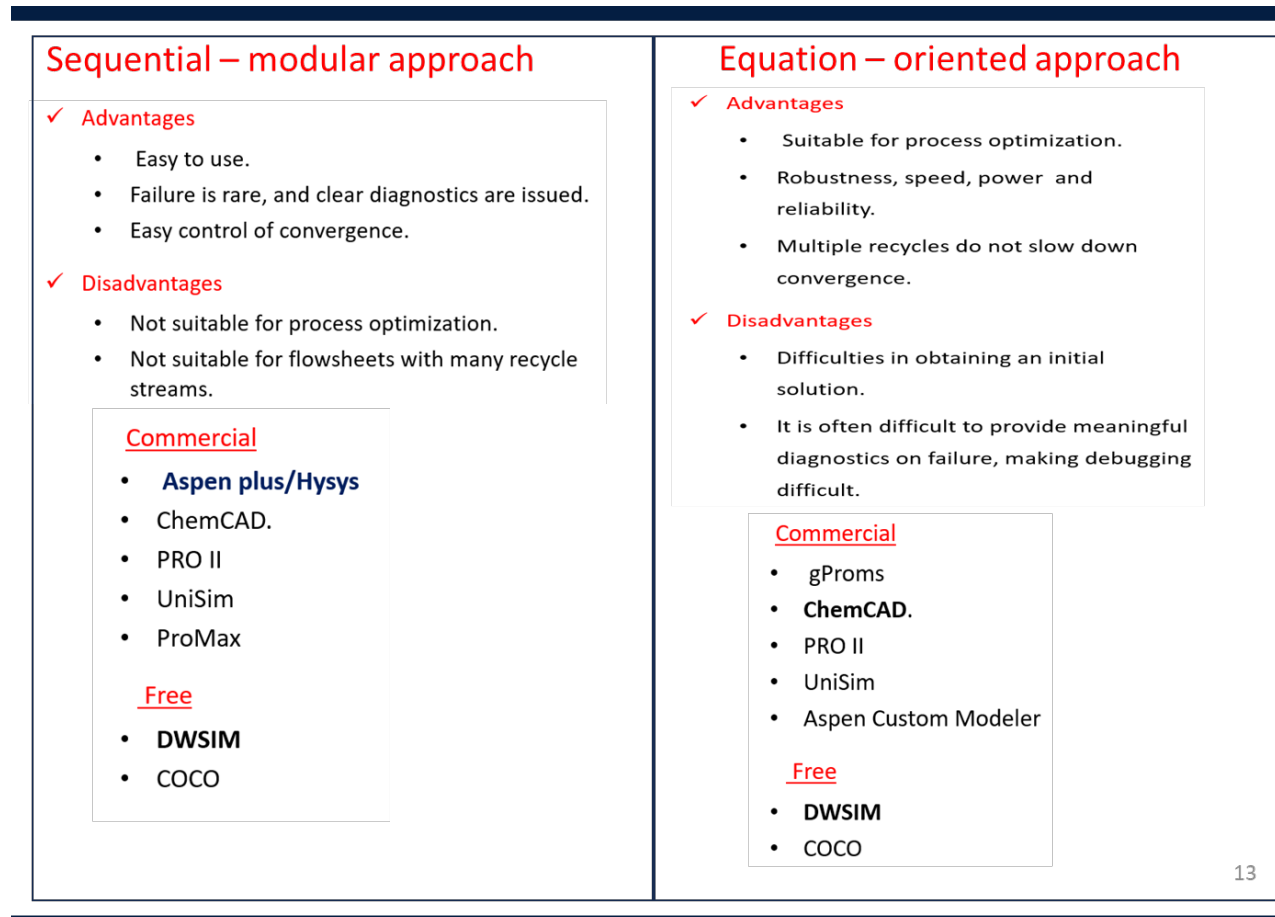 Sequential – modular approach
✓ Advantages
• Easy to use.
• Failure is rare, and clear diagnostics are issued.
• Easy control of convergence.
✓ Disadvantages
• Not suitable for process optimization.
• Not suitable for flowsheets with many recycle
streams.
Commercial
• Aspen plus/Hysys
• ChemCAD.
• PRO II
• UniSim
• ProMax
Free
• DWSIM
• COCO
Equation – oriented approach
✓ Advantages
• Suitable for process optimization.
• Robustness, speed, power and
reliability.
• Multiple recycles do not slow down
convergence.
✓ Disadvantages
• Difficulties in obtaining an initial
solution.
• It is often difficult to provide meaningful
diagnostics on failure, making debugging
difficult.
Commercial
• gProms
• ChemCAD.
• PRO II
• UniSim
• Aspen Custom Modeler
Free
• DWSIM
• COCO
13